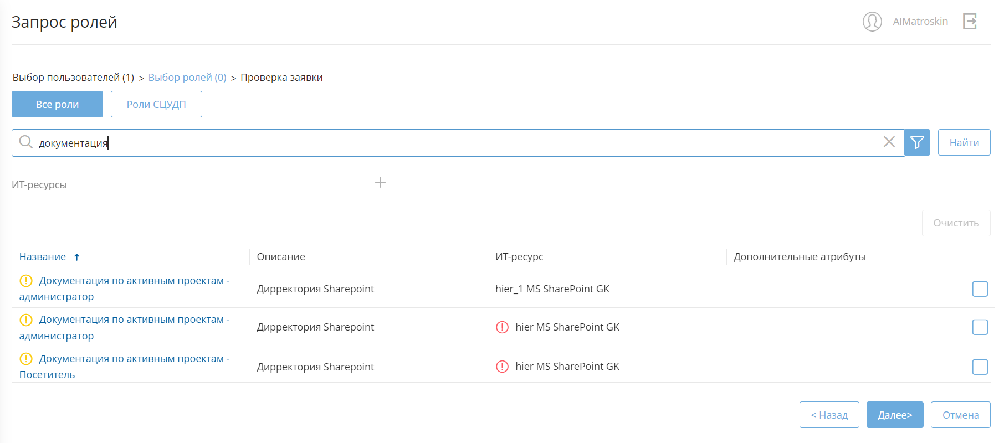 Запрос ролей
AIMatroskin
Выбор пользователей (1) > Выбор ролей (0) > Проверка заявки
Все роли
Роли СЦУДП
документация
Найти
ИТ-ресурсы
Очистить
Название ↑ Описание ИТ-ресурс Дополнительные атрибуты
Документация по активным проектам -
администратор
Дирректория Sharepoint
hier_1 MS SharePoint GK
Документация по активным проектам -
администратор
Дирректория Sharepoint
hier MS SharePoint GK
Документация по активным проектам -
Посетитель
Дирректория Sharepoint
hier MS SharePoint GK
< Назад
Далее>
Отмена